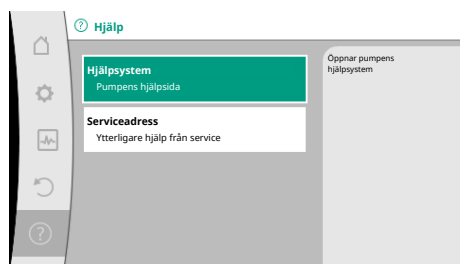 Hjälp
Hjälpsystem
Pumpens hjälpsida
Serviceadress
Ytterligare hjälp från service
Öppnar pumpens
hjälpsystem